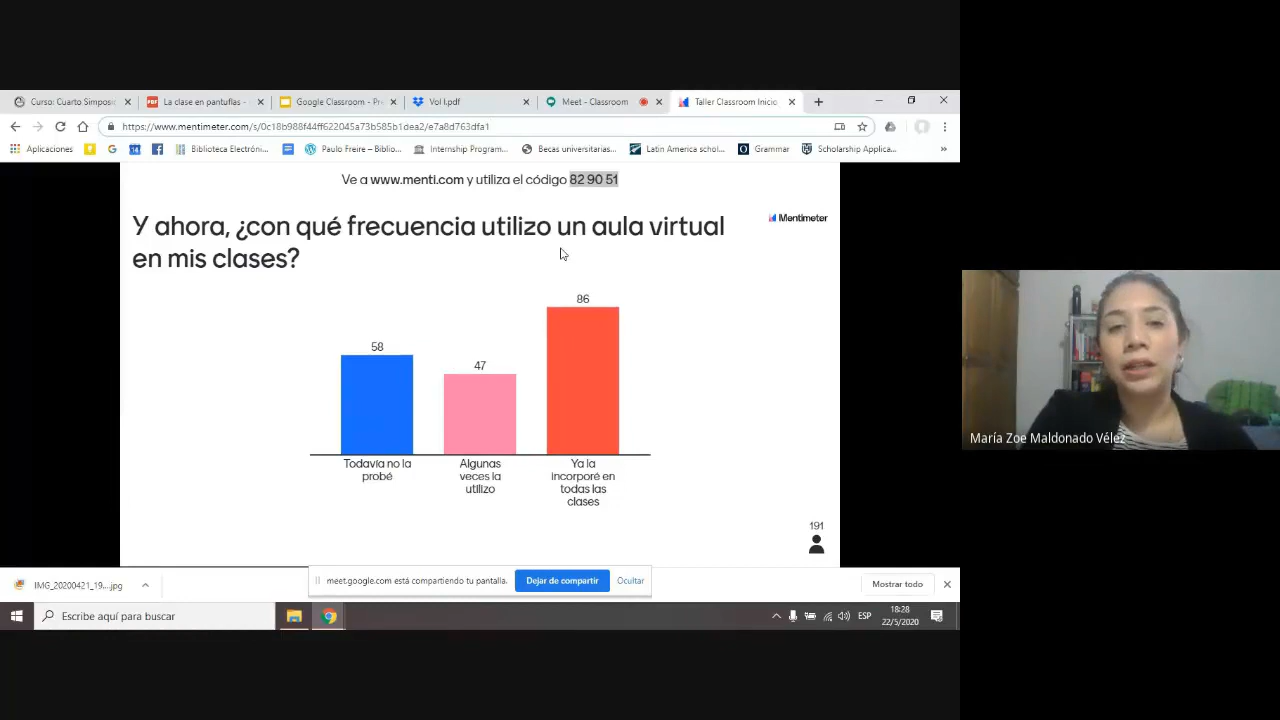 Curso: Cuarto Simposi
La clase en pantuflas -
Google Classroom - Pre
Vol I.pdf
Meet - Classroom
Taller Classroom Inicio
https://www.mentimeter.com/s/0c18b988f44ff622045a73b585b1dea2/e7a8d763dfa1
Aplicaciones
Biblioteca Electróni...
Paulo Freire – Biblio...
Internship Program...
Becas universitarias...
Latin America schol...
Grammar
Scholarship Applica...
Ve a www.menti.com y utiliza el código 82 90 51
Y ahora, ¿con qué frecuencia utilizo un aula virtual
en mis clases?
Mentimeter
58
47
86
Todavía no la
probé
Algunas
veces la
utilizo
Ya la
incorporé en
todas las
clases
191
María Zoe Maldonado Vélez
IMG_20200421_19....jpg
meet.google.com está compartiendo tu pantalla.
Dejar de compartir
Ocultar
Mostrar todo
Escribe aquí para buscar
ESP
18:28
22/5/2020